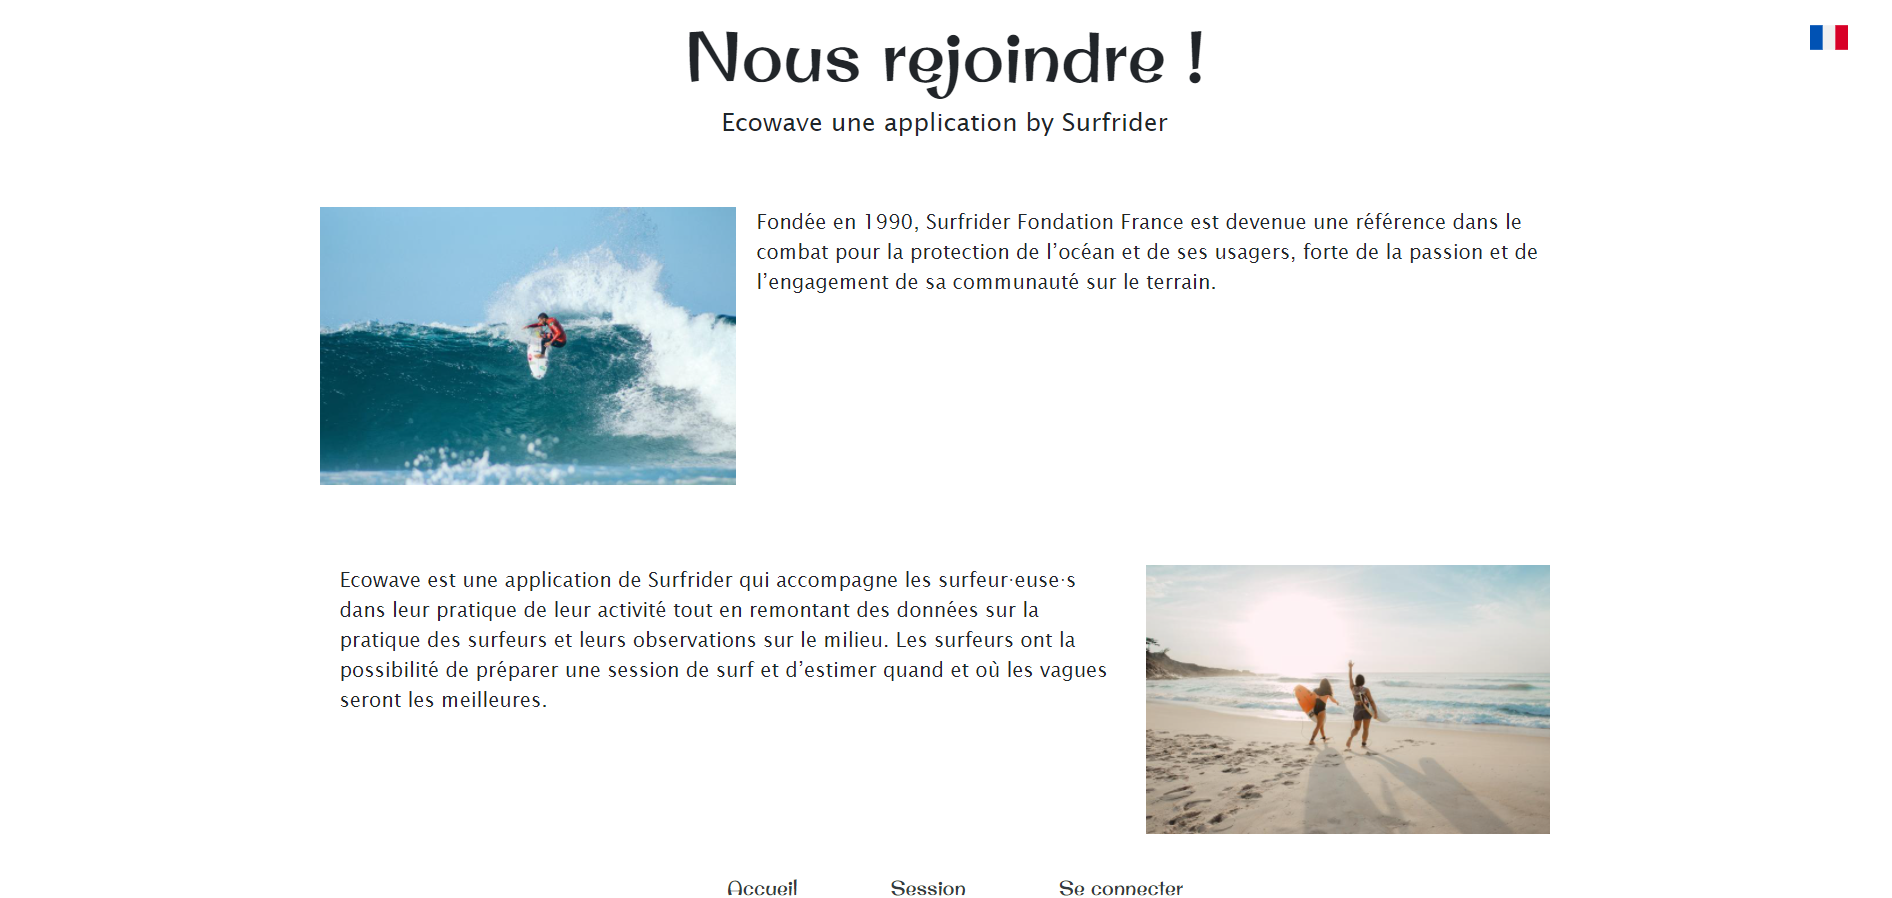 Nous rejoindre !
Ecowave une application by Surfrider
Fondée en 1990, Surfrider Fondation France est devenue une référence dans le
combat pour la protection de l’océan et de ses usagers, forte de la passion et de
l’engagement de sa communauté sur le terrain.
Ecowave est une application de Surfrider qui accompagne les surfeur·euse·s
dans leur pratique de leur activité tout en remontant des données sur la
pratique des surfeurs et leurs observations sur le milieu. Les surfeurs ont la
possibilité de préparer une session de surf et d’estimer quand et où les vagues
seront les meilleures.
Accueil Session Se connecter